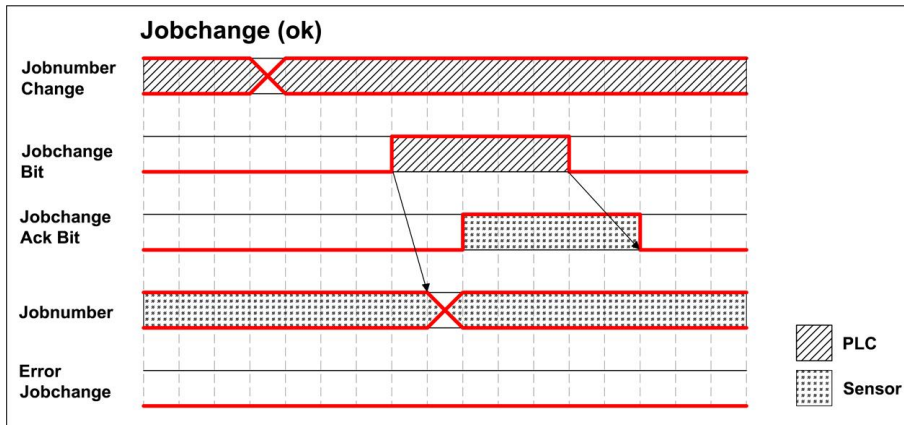 Jobchange (ok)
Jobnumber
Change
Jobchange
Bit
Jobchange
Ack Bit
Jobnumber
Error
Jobchange
PLC
Sensor